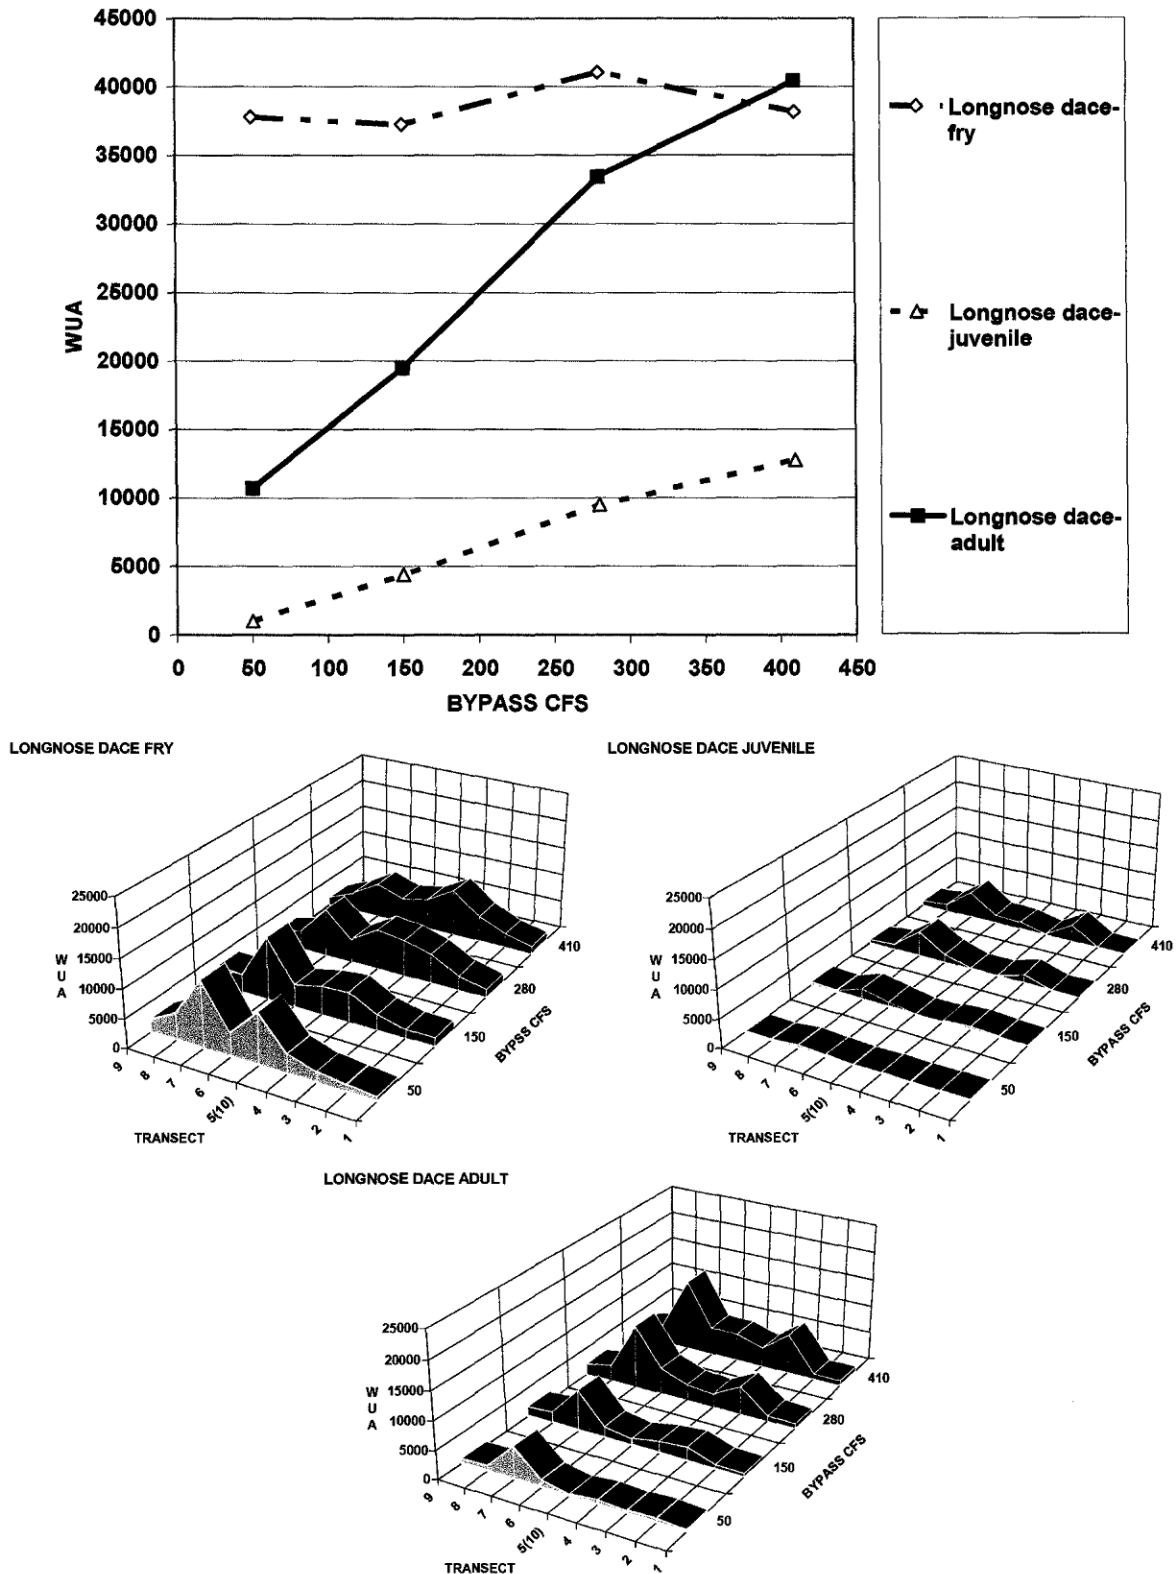 45000
40000
35000
30000
25000
20000
15000
10000
5000
0
WUA
0 50 100 150 200 250 300 350 400 450
BYPASS CFS
Longnose dace-
fry
Longnose dace-
juvenile
Longnose dace-
adult
LONGNOSE DACE FRY
25000
20000
15000
10000
5000
0
W
U
A
9 8 7 6 5(10) 4 3 2 1
TRANSECT
50 150 280 410
BYPSS CFS
LONGNOSE DACE JUVENILE
25000
20000
15000
10000
5000
0
W
U
A
9 8 7 6 5(10) 4 3 2 1
TRANSECT
50 150 280 410
BYPASS CFS
LONGNOSE DACE ADULT
25000
20000
15000
10000
5000
0
W
U
A
9 8 7 6 5(10) 4 3 2 1
TRANSECT
50 150 280 410
BYPASS CFS